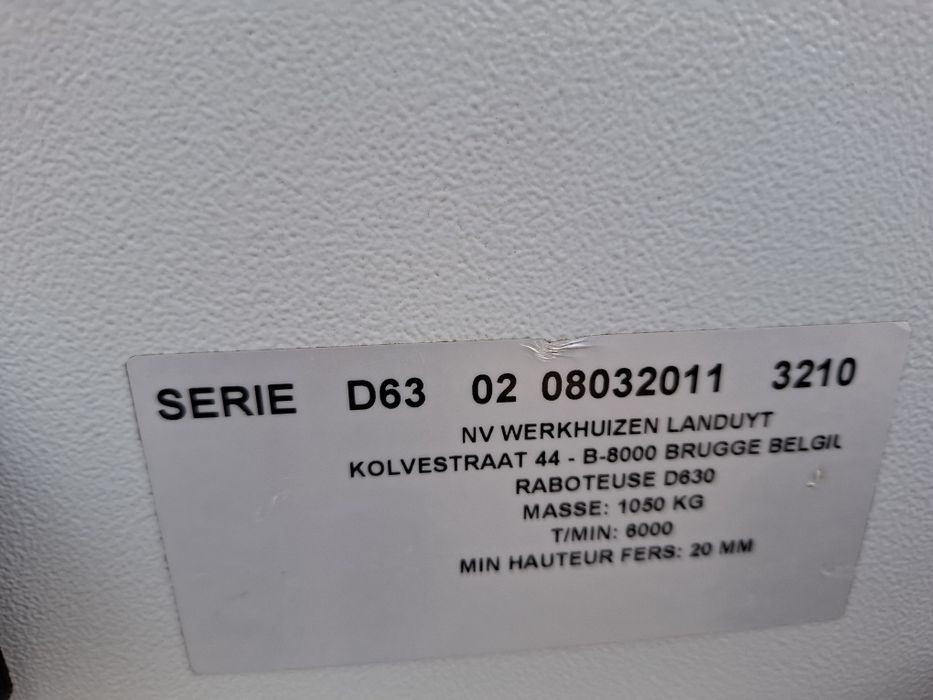 SERIE D63 02 08032011 3210
NV WERKHUIZEN LANDUYT
KOLVESTRAAT 44 - B-8000 BRUGGE BELGIU
RABOTEUSE D630
MASSE: 1050 KG
T/MIN: 6000
MIN HAUTEUR FERS: 20 MM